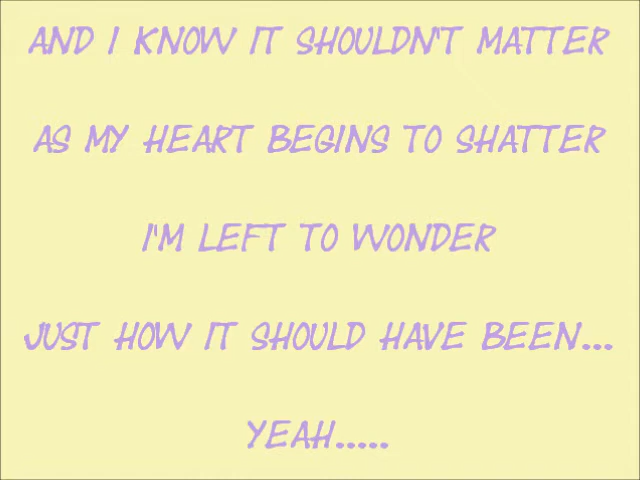 AND I KNOW IT SHOULDN'T MATTER
AS MY HEART BEGINS TO SHATTER
I'M LEFT TO WONDER
JUST HOW IT SHOULD HAVE BEEN...
YEAH.....